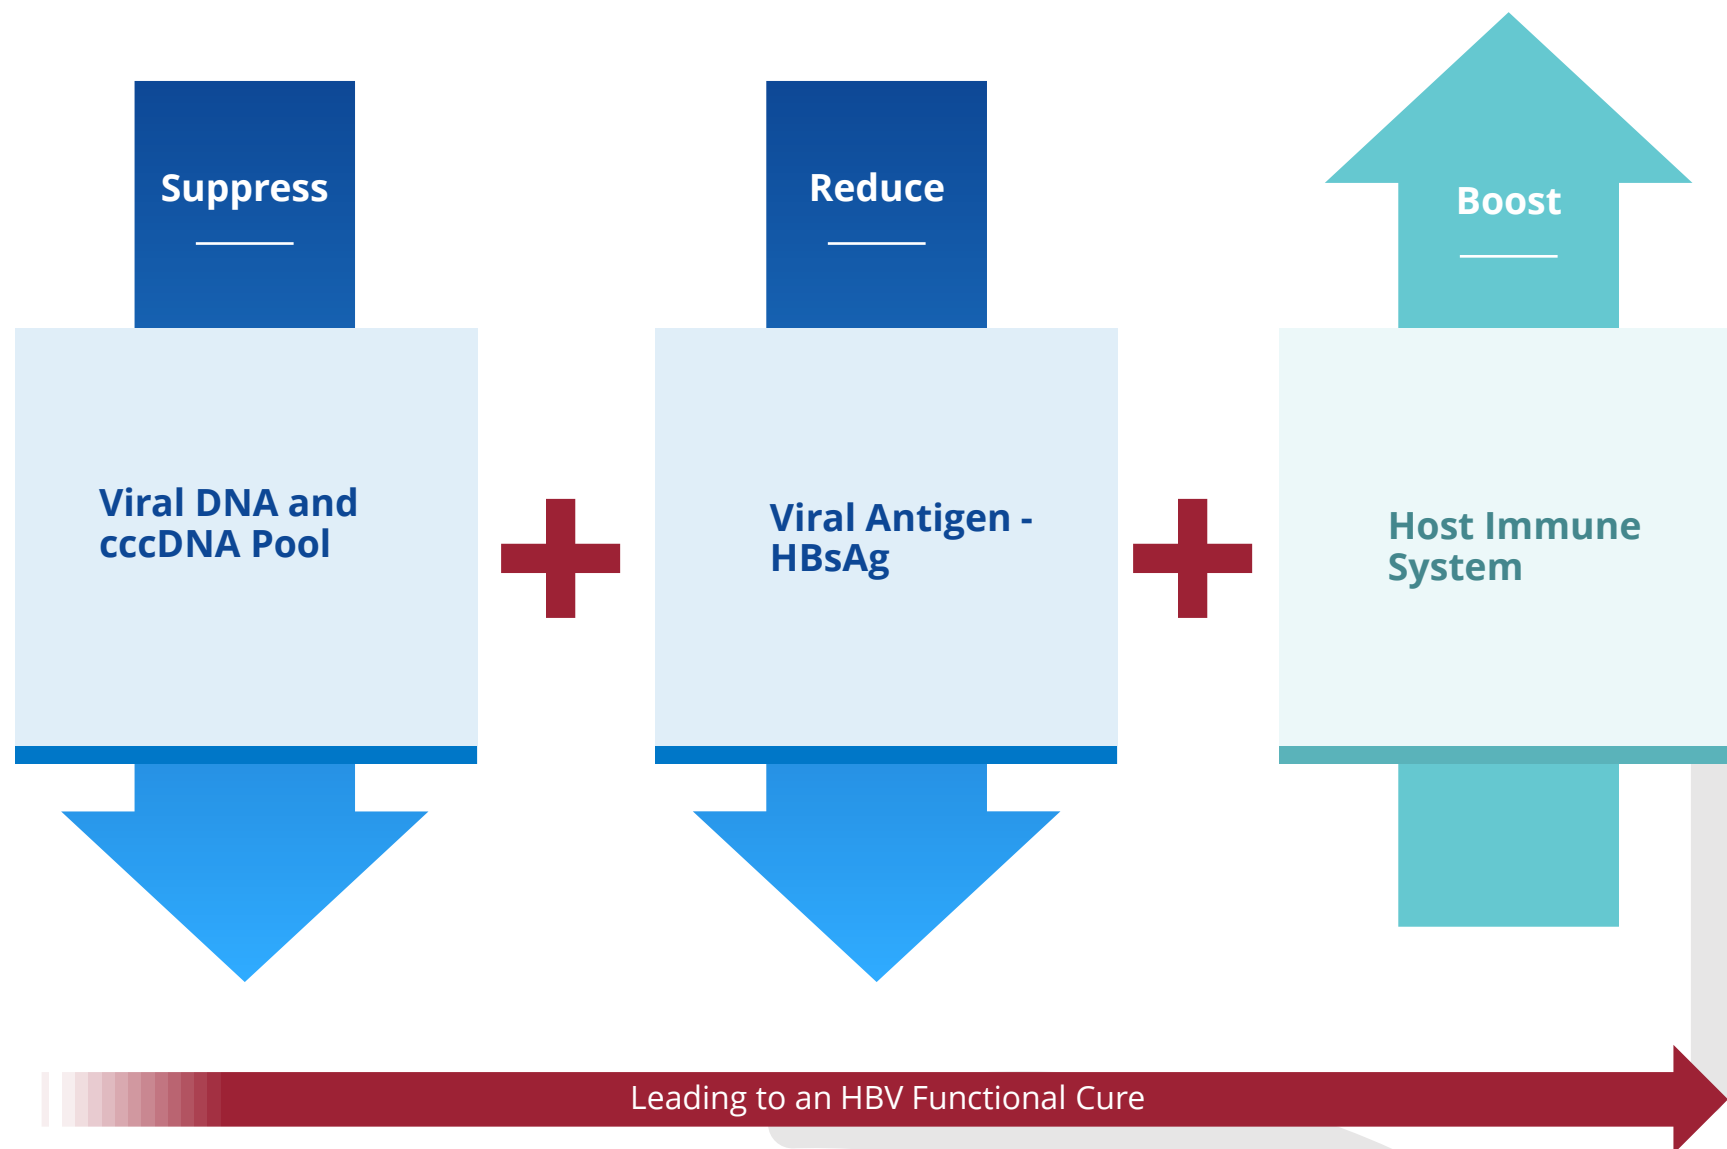 Suppress
Reduce
Boost
Viral DNA and
cccDNA Pool
Viral Antigen -
HBsAg
Host Immune
System
Leading to an HBV Functional Cure